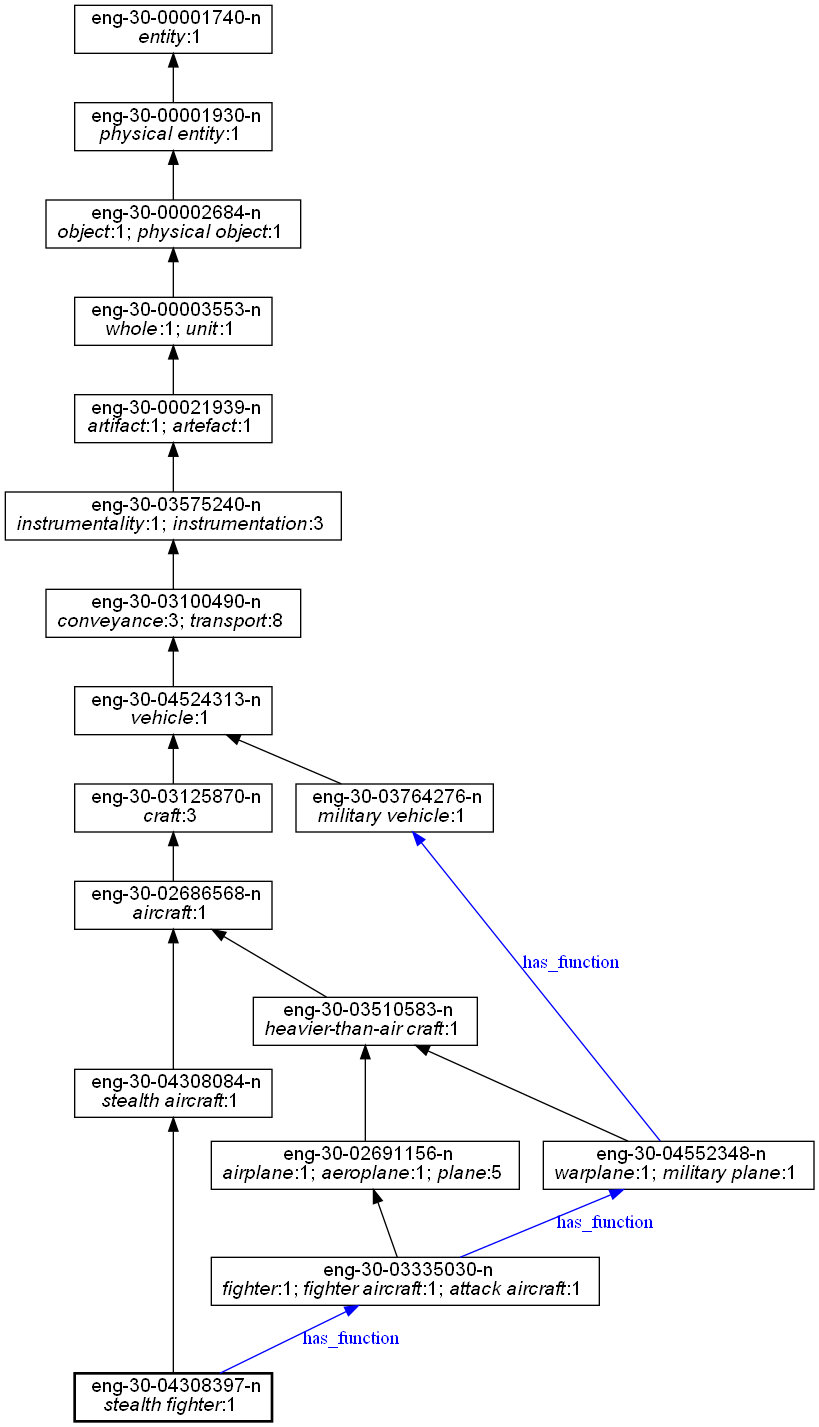 eng-30-00001740-n
entity:1
eng-30-00001930-n
physical entity:1
eng-30-00002684-n
object:1; physical object:1
eng-30-00003553-n
whole:1; unit:1
eng-30-00021939-n
artifact:1; artefact:1
eng-30-03575240-n
instrumentality:1; instrumentation:3
eng-30-03100490-n
conveyance:3; transport:8
eng-30-04524313-n
vehicle:1
eng-30-03125870-n
craft:3
eng-30-03764276-n
military vehicle:1
eng-30-02686568-n
aircraft:1
has_function
eng-30-03510583-n
heavier-than-air craft:1
eng-30-04308084-n
stealth aircraft:1
eng-30-02691156-n
airplane:1; aeroplane:1; plane:5
eng-30-04552348-n
warplane:1; military plane:1
has_function
eng-30-03335030-n
fighter:1; fighter aircraft:1; attack aircraft:1
has_function
eng-30-04308397-n
stealth fighter:1